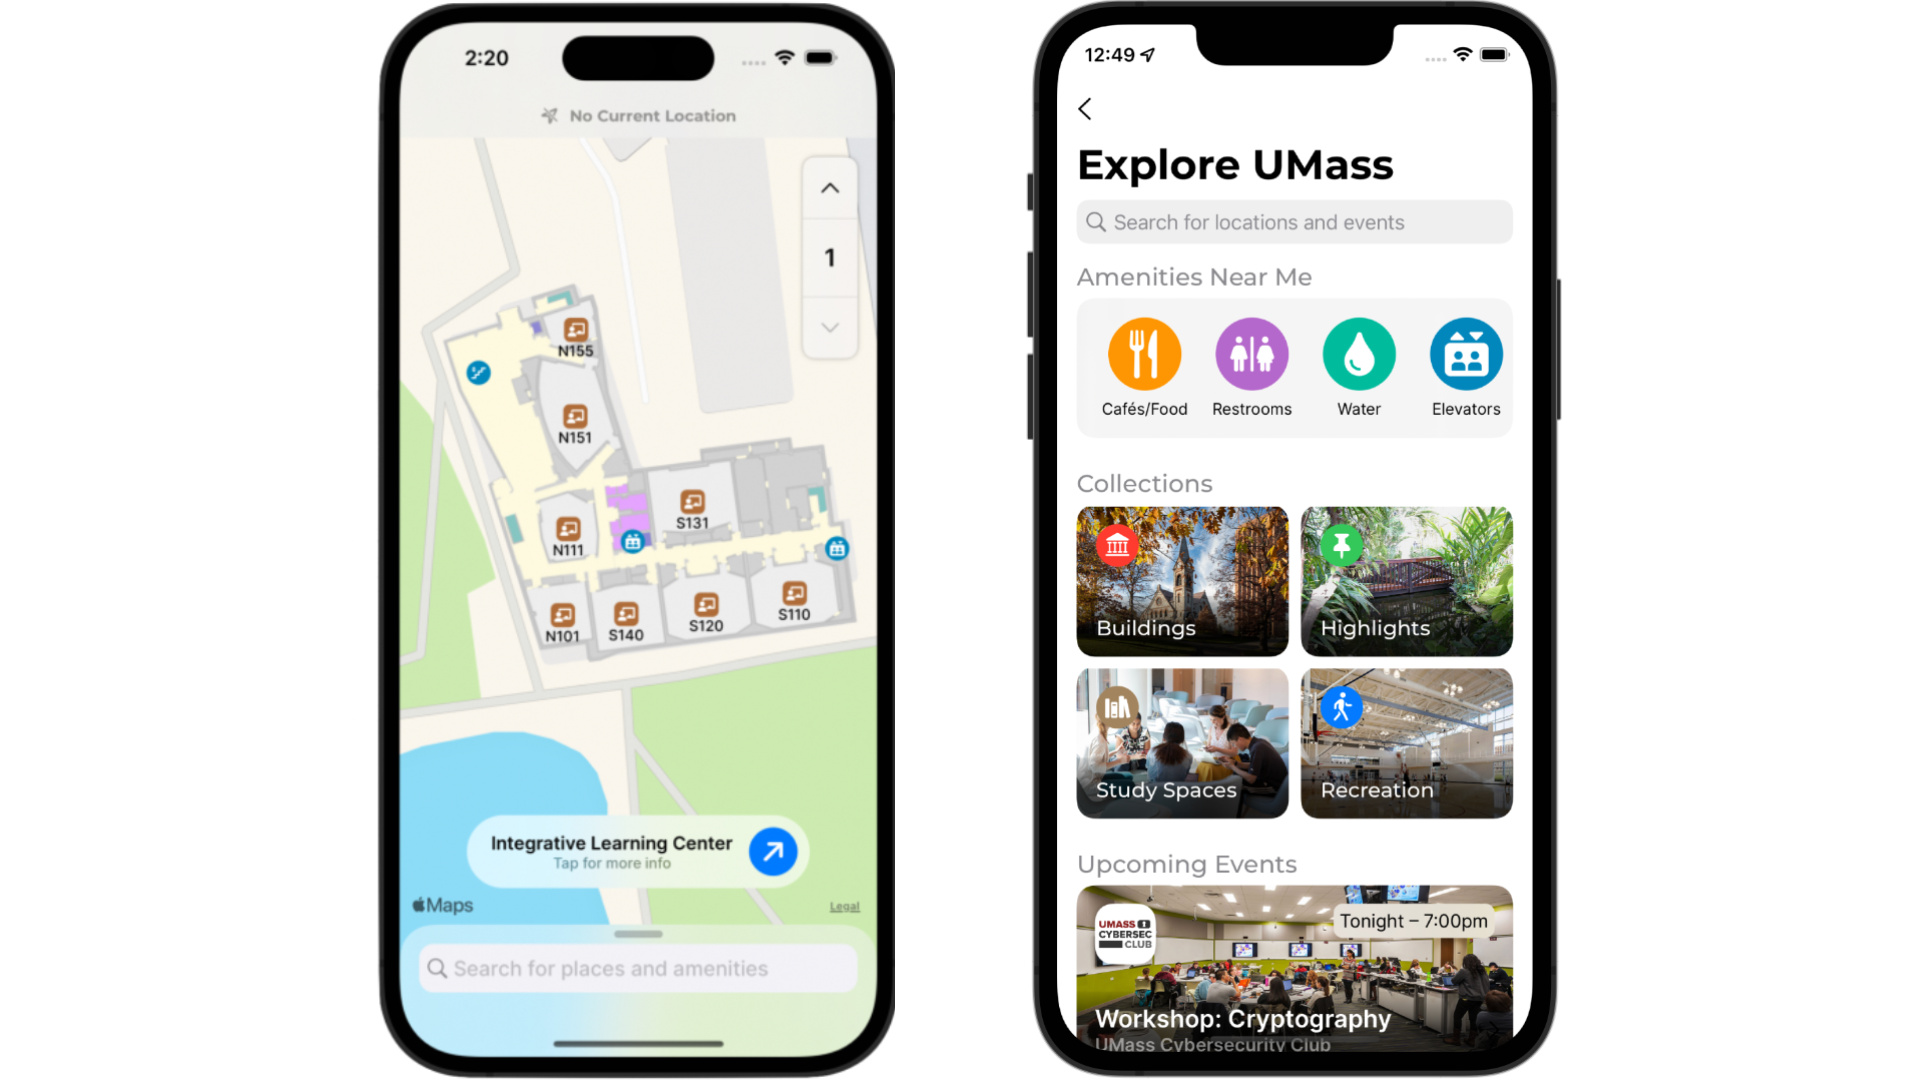 2:20
No Current Location
1
N155
N151
S131
N111
S110
S120
S140
N101
Integrative Learning Center
Tap for more info
Maps
Legal
Search for places and amenities
12:49
Explore UMass
Search for locations and events
Amenities Near Me
Cafés/Food
Restrooms
Water
Elevators
Collections
Buildings
Highlights
Study Spaces
Recreation
Upcoming Events
UMASS
CYBERSEC
CLUB
Tonight – 7:00pm
Workshop: Cryptography
UMass Cybersecurity Club